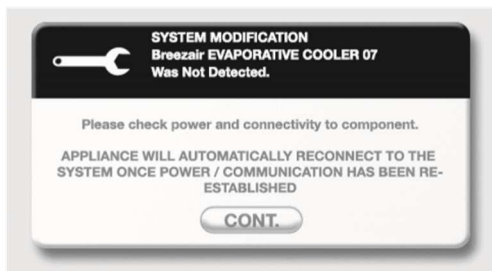 SYSTEM MODIFICATION
Breezair EVAPORATIVE COOLER 07
Was Not Detected.
Please check power and connectivity to component.
APPLIANCE WILL AUTOMATICALLY RECONNECT TO THE
SYSTEM ONCE POWER / COMMUNICATION HAS BEEN RE-
ESTABLISHED
CONT.